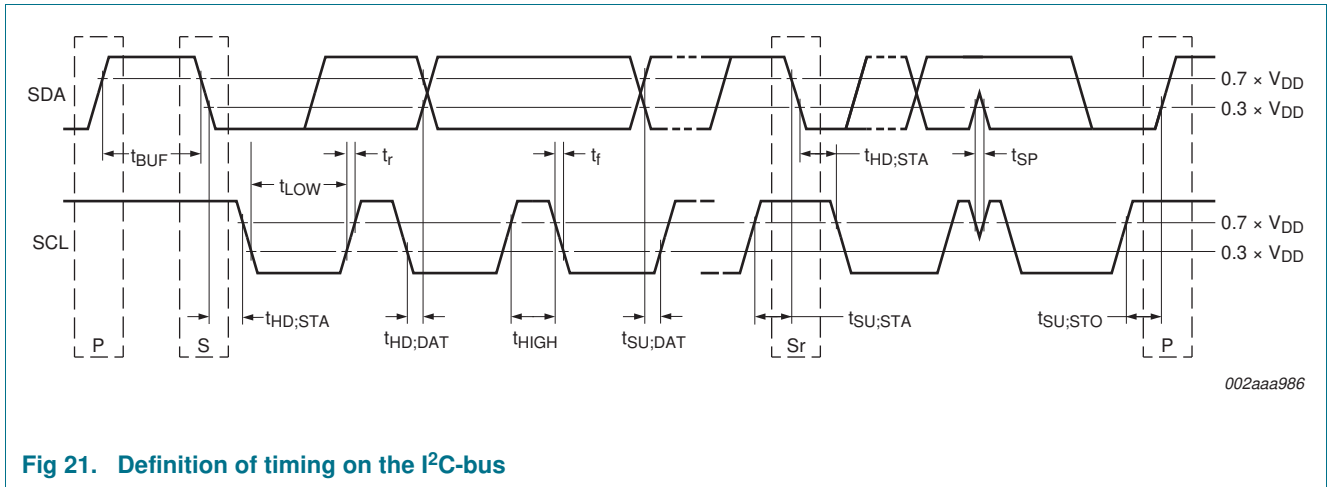 SDA
0.7 × VDD
0.3 × VDD
tBUF
tr
tf
tHD;STA
tSP
tLOW
SCL
0.7 × VDD
0.3 × VDD
tHD;STA
tHD;DAT
tHIGH
tSU;DAT
tSU;STA
tSU;STO
P
S
Sr
P
002aaa986
Fig 21. Definition of timing on the I²C-bus